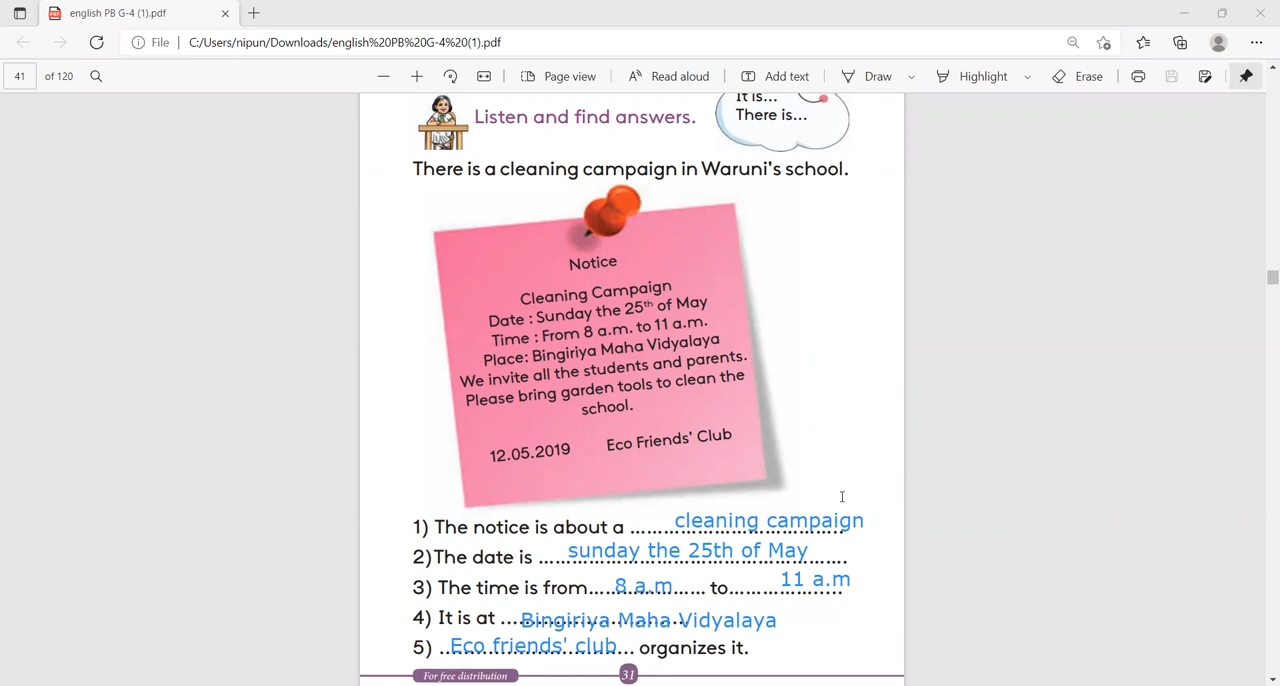 english PB G-4 (1).pdf
File | C:/Users/nipun/Downloads/english%20PB%20G-4%20(1).pdf
41 of 120 Page view Read aloud Add text Draw Highlight Erase
It is...
There is...
Listen and find answers.
There is a cleaning campaign in Waruni's school.
Notice
Cleaning Campaign
Date : Sunday the 25th of May
Time : From 8 a.m. to 11 a.m.
Place: Bingiriya Maha Vidyalaya
We invite all the students and parents.
Please bring garden tools to clean the
school.
12.05.2019 Eco Friends' Club
1) The notice is about a ...... cleaning campaign
2)The date is ...... sunday the 25th of May
3) The time is from... 8 a.m ... to... 11 a.m
4) It is at ... Bingiriya Maha Vidyalaya
5) ... Eco friends' club ... organizes it.
For free distribution 31